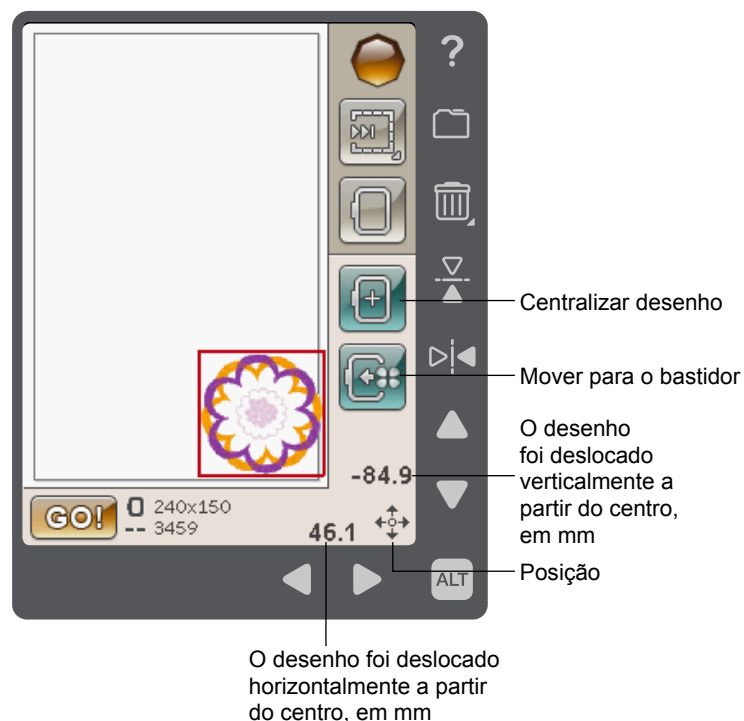 ?
Centralizar desenho
Mover para o bastidor
O desenho
foi deslocado
verticalmente a
partir do centro,
em mm
-84.9
GO!
240x150
-- 3459
46.1
Posição
ALT
O desenho foi deslocado
horizontalmente a partir
do centro, em mm